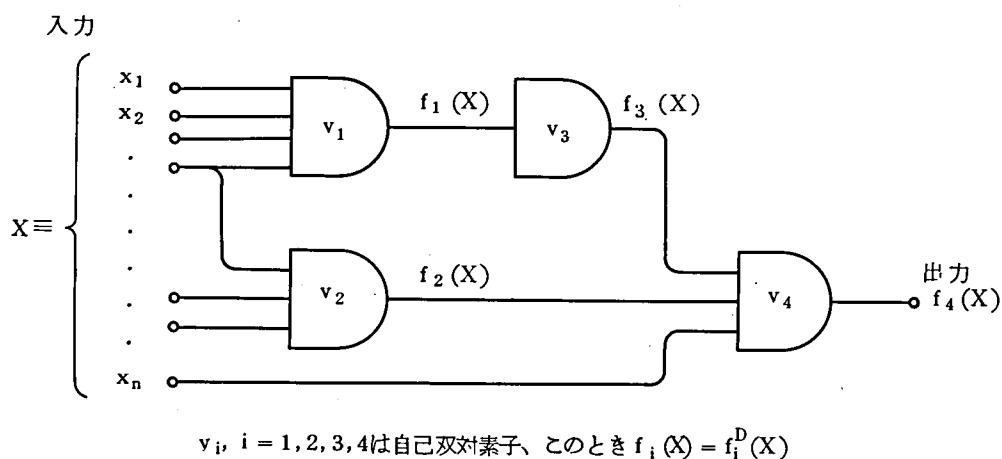 入力
x₁
x₂
X≡
xₙ
v₁
f₁(X)
v₃
f₃(X)
v₂
f₂(X)
v₄
出力
f₄(X)
vᵢ, i = 1,2,3,4は自己双対素子、このとき fᵢ(X) = fᵢᴰ(X)